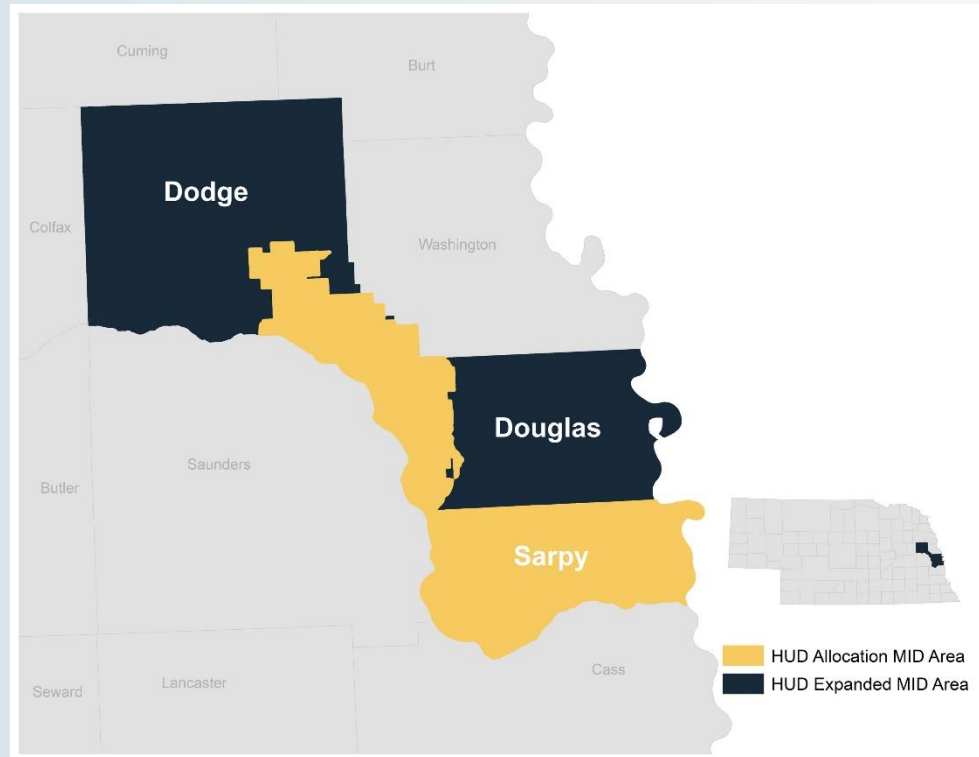 Cuming
Burt
Dodge
Colfax
Washington
Douglas
Saunders
Butler
Sarpy
HUD Allocation MID Area
HUD Expanded MID Area
Cass
Lancaster
Seward